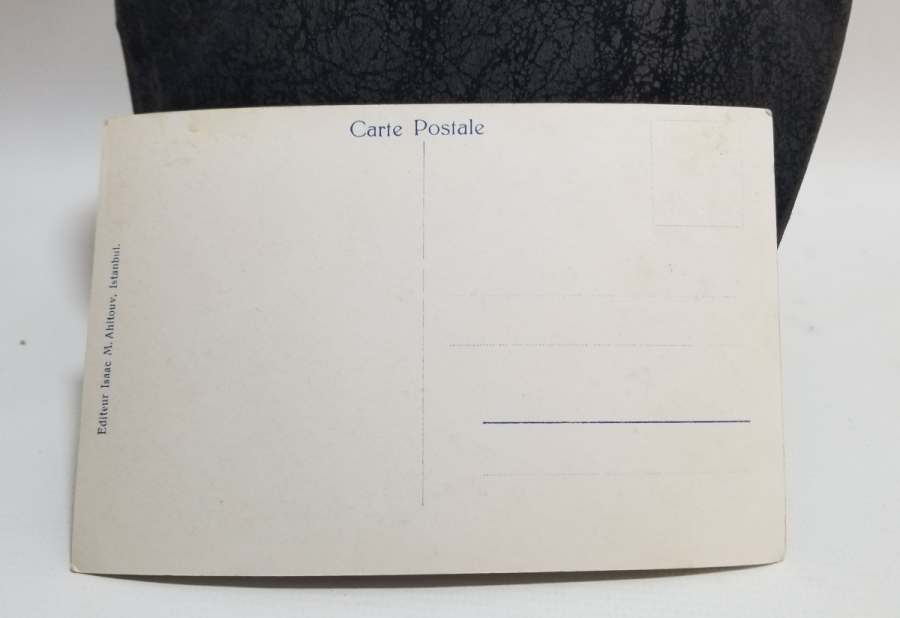 Carte Postale
Editeur Isaac M. Ahitouv, Istanbul.